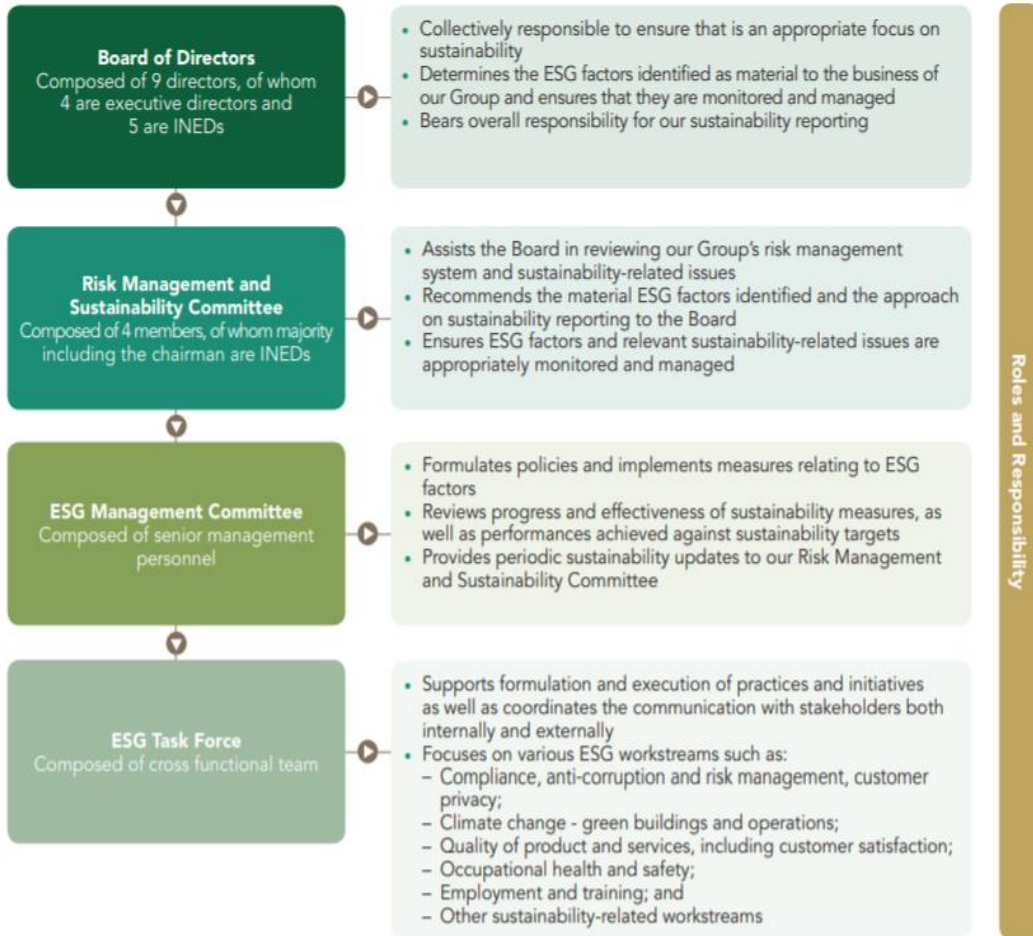 Board of Directors
Composed of 9 directors, of whom
4 are executive directors and
5 are INEDs
• Collectively responsible to ensure that is an appropriate focus on
sustainability
• Determines the ESG factors identified as material to the business of
our Group and ensures that they are monitored and managed
• Bears overall responsibility for our sustainability reporting
Risk Management and
Sustainability Committee
Composed of 4 members, of whom majority
including the chairman are INEDs
• Assists the Board in reviewing our Group's risk management
system and sustainability-related issues
• Recommends the material ESG factors identified and the approach
on sustainability reporting to the Board
• Ensures ESG factors and relevant sustainability-related issues are
appropriately monitored and managed
ESG Management Committee
Composed of senior management
personnel
• Formulates policies and implements measures relating to ESG
factors
• Reviews progress and effectiveness of sustainability measures, as
well as performances achieved against sustainability targets
• Provides periodic sustainability updates to our Risk Management
and Sustainability Committee
ESG Task Force
Composed of cross functional team
• Supports formulation and execution of practices and initiatives
as well as coordinates the communication with stakeholders both
internally and externally
• Focuses on various ESG workstreams such as:
– Compliance, anti-corruption and risk management, customer
privacy;
– Climate change - green buildings and operations;
– Quality of product and services, including customer satisfaction;
– Occupational health and safety;
– Employment and training; and
– Other sustainability-related workstreams
Roles and Responsibility